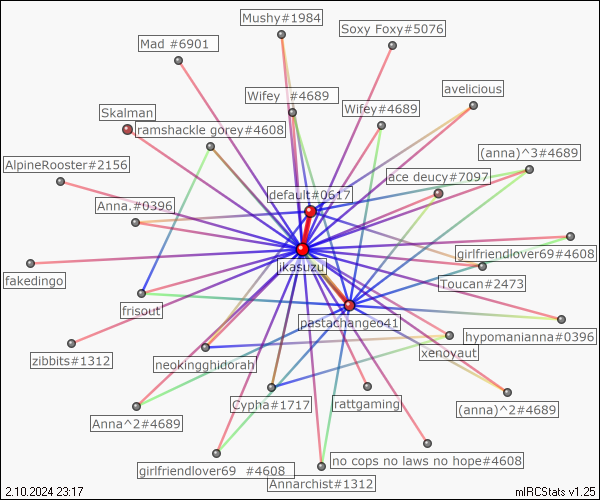 Mushy#1984
Soxy Foxy#5076
Mad #6901
avelicious
Wifey  #4689
Wifey#4689
Skalman
ramshackle gorey#4608
(anna)^3#4689
AlpineRooster#2156
ace deucy#7097
default#0617
Anna.#0396
girlfriendlover69#4608
jkasuzu
fakedingo
Toucan#2473
frisout
pastachangeo41
hypomanianna#0396
xenoyaut
zibbits#1312
neokingghidorah
Cypha#1717
rattgaming
(anna)^2#4689
Anna^2#4689
no cops no laws no hope#4608
girlfriendlover69  #4608
Annarchist#1312
2.10.2024 23:17
mIRCStats v1.25